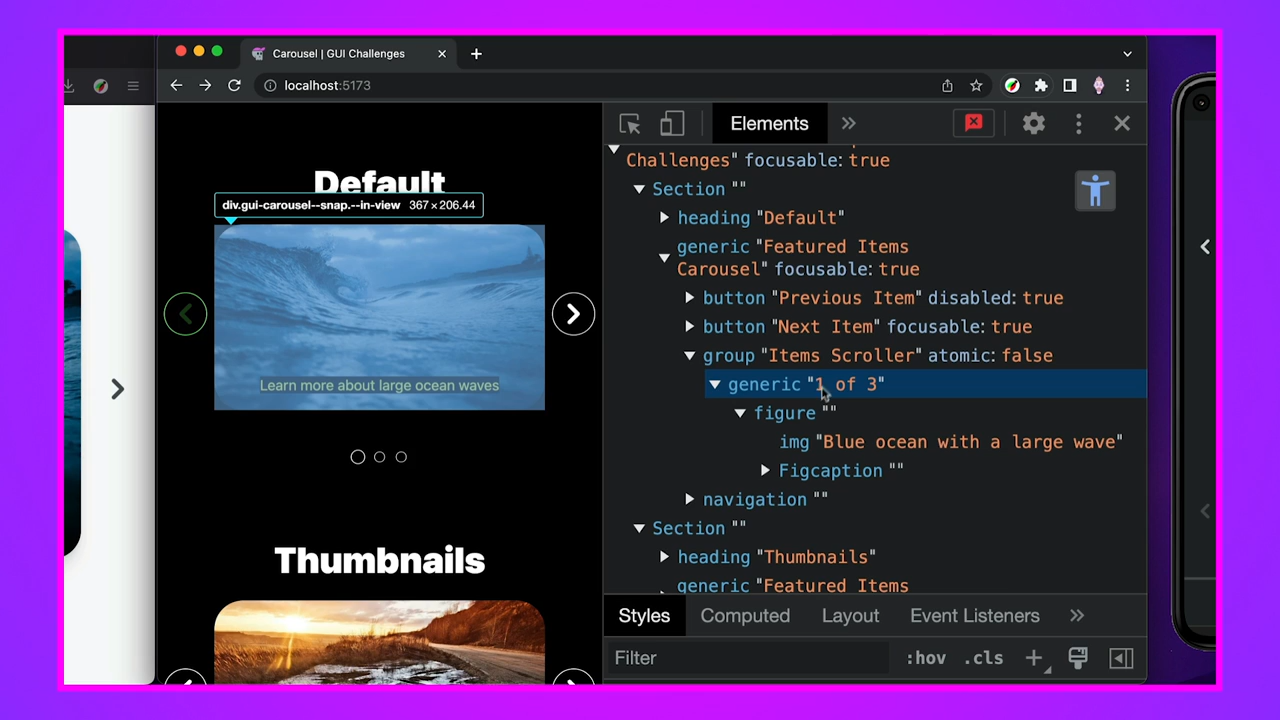 Carousel | GUI Challenges
localhost:5173
Default
div.gui-carousel--snap.--in-view 367 × 206.44
Learn more about large ocean waves
Thumbnails
Elements
Challenges" focusable: true
Section ""
heading "Default"
generic "Featured Items
Carousel" focusable: true
button "Previous Item" disabled: true
button "Next Item" focusable: true
group "Items Scroller" atomic: false
generic "1 of 3"
figure ""
img "Blue ocean with a large wave"
Figcaption ""
navigation ""
Section ""
heading "Thumbnails"
generic "Featured Items
Styles Computed Layout Event Listeners
Filter :hov .cls